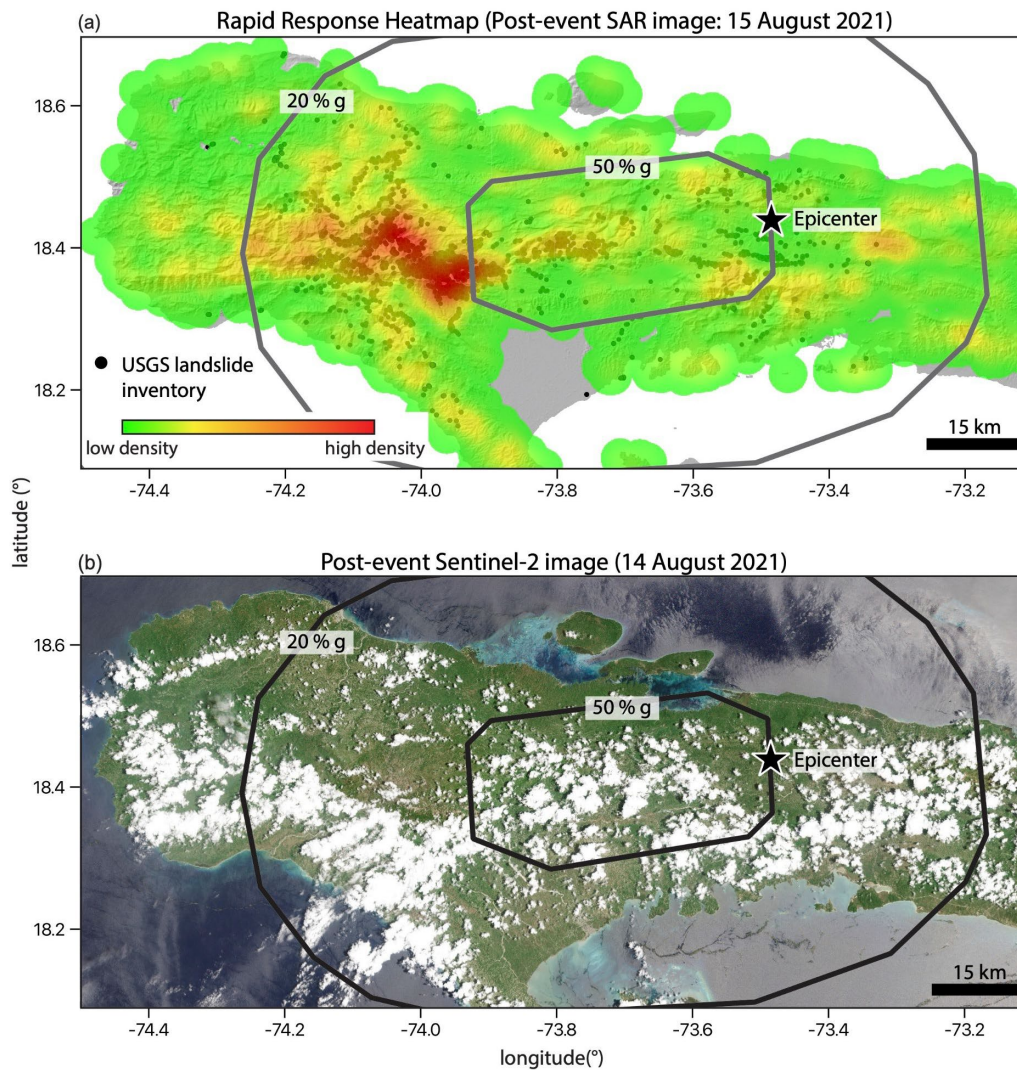 (a)
Rapid Response Heatmap (Post-event SAR image: 15 August 2021)
18.6
20 % g
50 % g
Epicenter
18.4
USGS landslide
inventory
18.2
low density
high density
15 km
-74.4
-74.2
-74.0
-73.8
-73.6
-73.4
-73.2
latitude (°)
(b)
Post-event Sentinel-2 image (14 August 2021)
18.6
20 % g
50 % g
Epicenter
18.4
18.2
15 km
-74.4
-74.2
-74.0
-73.8
-73.6
-73.4
-73.2
longitude(°)